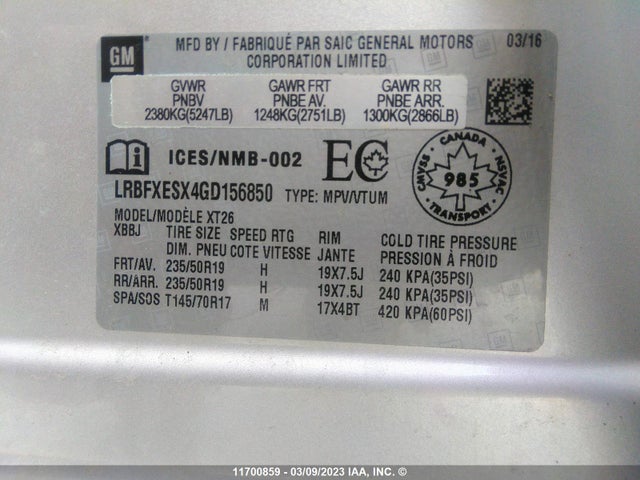 GM
MFD BY / FABRIQUÉ PAR SAIC GENERAL MOTORS 03/16
CORPORATION LIMITED
GVWR GAWR FRT GAWR RR
PNBV PNBE AV. PNBE ARR.
2380KG(5247LB) 1248KG(2751LB) 1300KG(2866LB)
ICES/NMB-002 EC
CANADA
CMVSS NSVAC
985
TRANSPORT
LRBFXESX4GD156850 TYPE: MPV/VTUM
MODEL/MODÈLE XT26
XBBJ TIRE SIZE SPEED RTG RIM COLD TIRE PRESSURE
DIM. PNEU COTE VITESSE JANTE PRESSION À FROID
FRT/AV. 235/50R19 H 19X7.5J 240 KPA(35PSI)
RR/ARR. 235/50R19 H 19X7.5J 240 KPA(35PSI)
SPA/SOS T145/70R17 M 17X4BT 420 KPA(60PSI)
11700859 - 03/09/2023 IAA, INC. ©